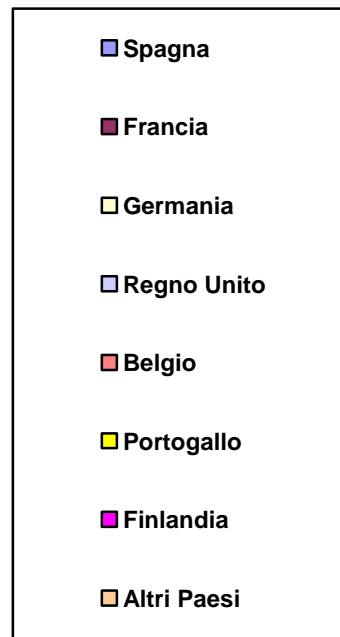 Spagna
Francia
Germania
Regno Unito
Belgio
Portogallo
Finlandia
Altri Paesi